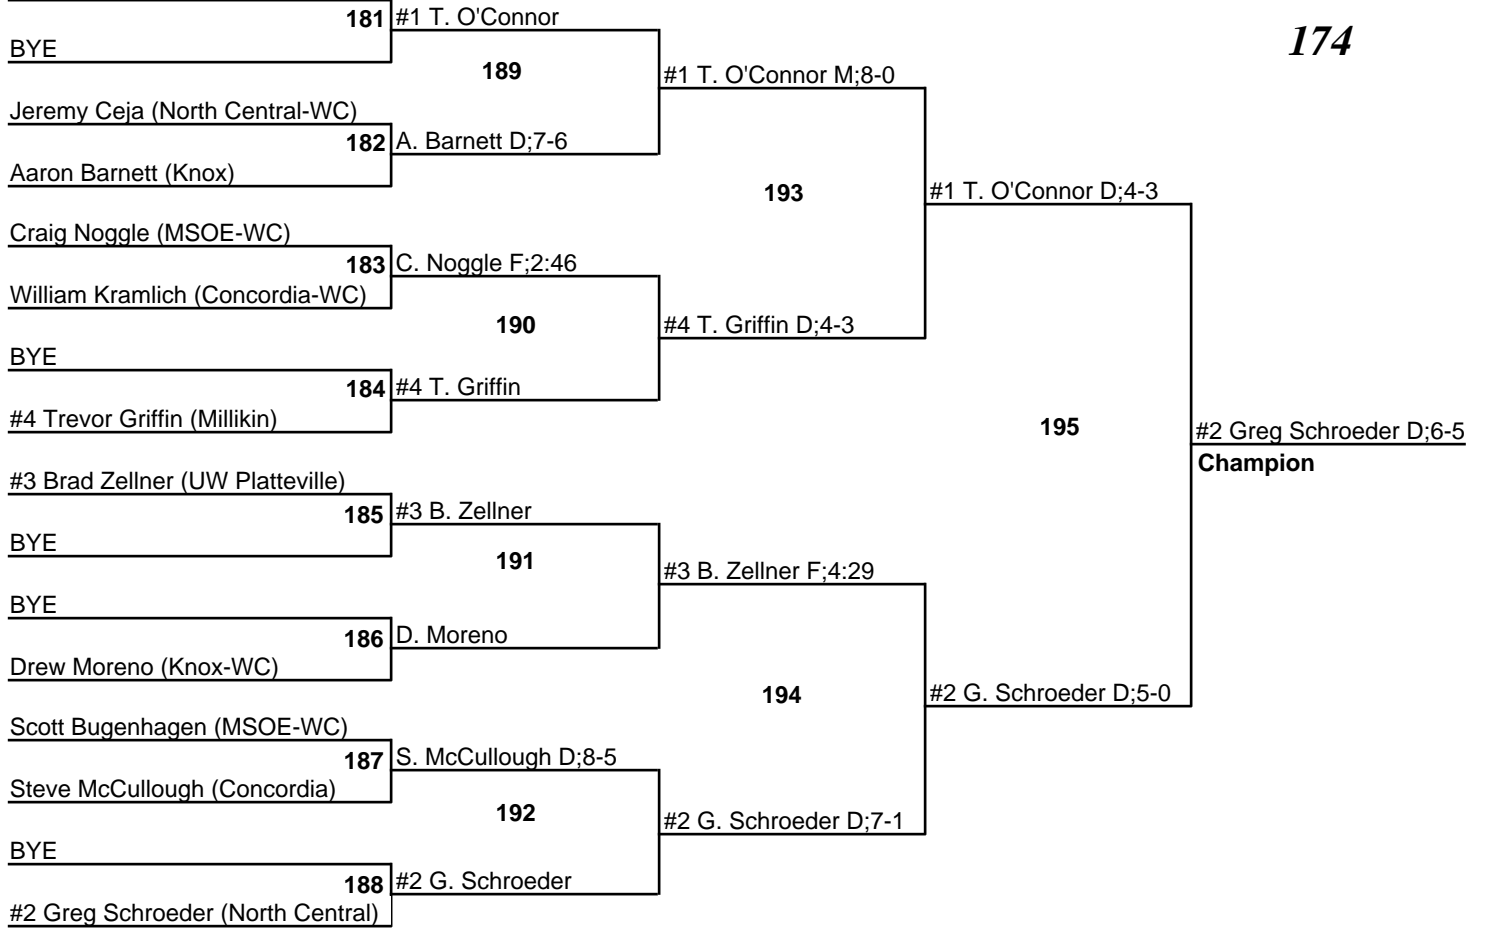 181 #1 T. O'Connor
174
BYE
189
#1 T. O'Connor M;8-0
Jeremy Ceja (North Central-WC)
182 A. Barnett D;7-6
Aaron Barnett (Knox)
193
#1 T. O'Connor D;4-3
Craig Noggle (MSOE-WC)
183 C. Noggle F;2:46
William Kramlich (Concordia-WC)
190
#4 T. Griffin D;4-3
BYE
184 #4 T. Griffin
#4 Trevor Griffin (Millikin)
195
#2 Greg Schroeder D;6-5
Champion
#3 Brad Zellner (UW Platteville)
185 #3 B. Zellner
BYE
191
#3 B. Zellner F;4:29
BYE
186 D. Moreno
Drew Moreno (Knox-WC)
194
#2 G. Schroeder D;5-0
Scott Bugenhagen (MSOE-WC)
187 S. McCullough D;8-5
Steve McCullough (Concordia)
192
#2 G. Schroeder D;7-1
BYE
188 #2 G. Schroeder
#2 Greg Schroeder (North Central)